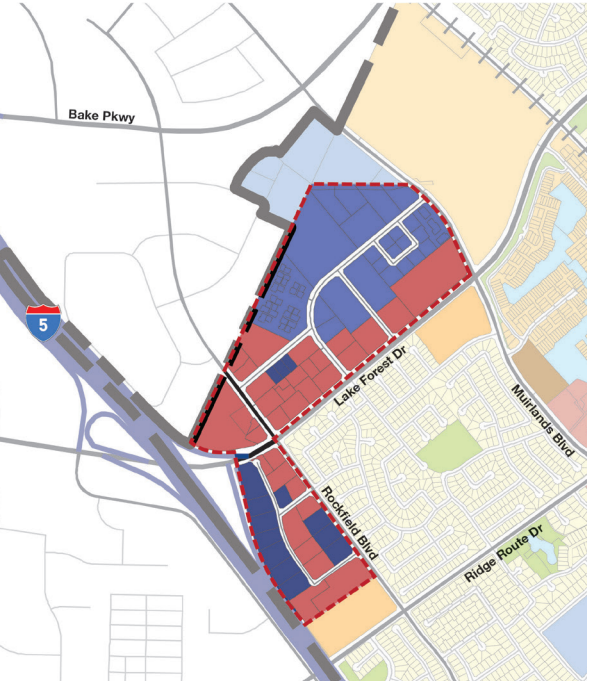 Bake Pkwy
5
Lake Forest Dr
Muirlands Blvd
Rockfield Blvd
Ridge Route Dr